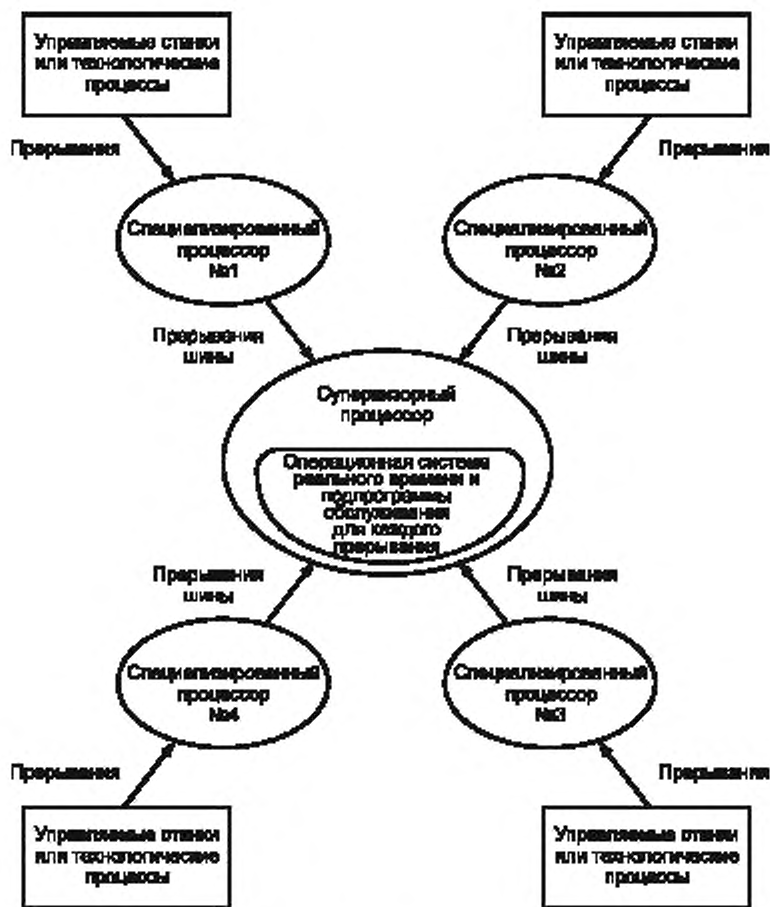 Управляемые станки
или технологические
процессы
Управляемые станки
или технологические
процессы
Прерывания
Прерывания
Специализированный
процессор
№1
Специализированный
процессор
№2
Прерывания
шины
Прерывания
шины
Супервизорный
процессор
Операционная система
реального времени и
подпрограммы
обслуживания
для каждого
прерывания
Прерывания
шины
Прерывания
шины
Специализированный
процессор
№4
Специализированный
процессор
№3
Прерывания
Прерывания
Управляемые станки
или технологические
процессы
Управляемые станки
или технологические
процессы